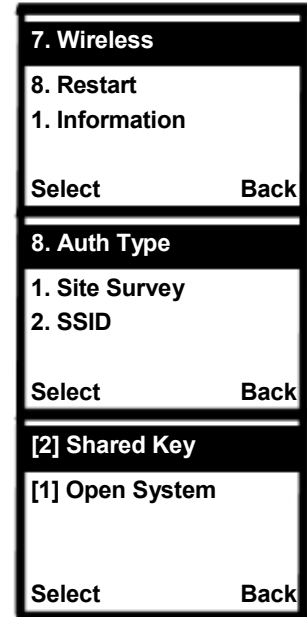 7. Wireless
8. Restart
1. Information
Select Back
8. Auth Type
1. Site Survey
2. SSID
Select Back
[2] Shared Key
[1] Open System
Select Back